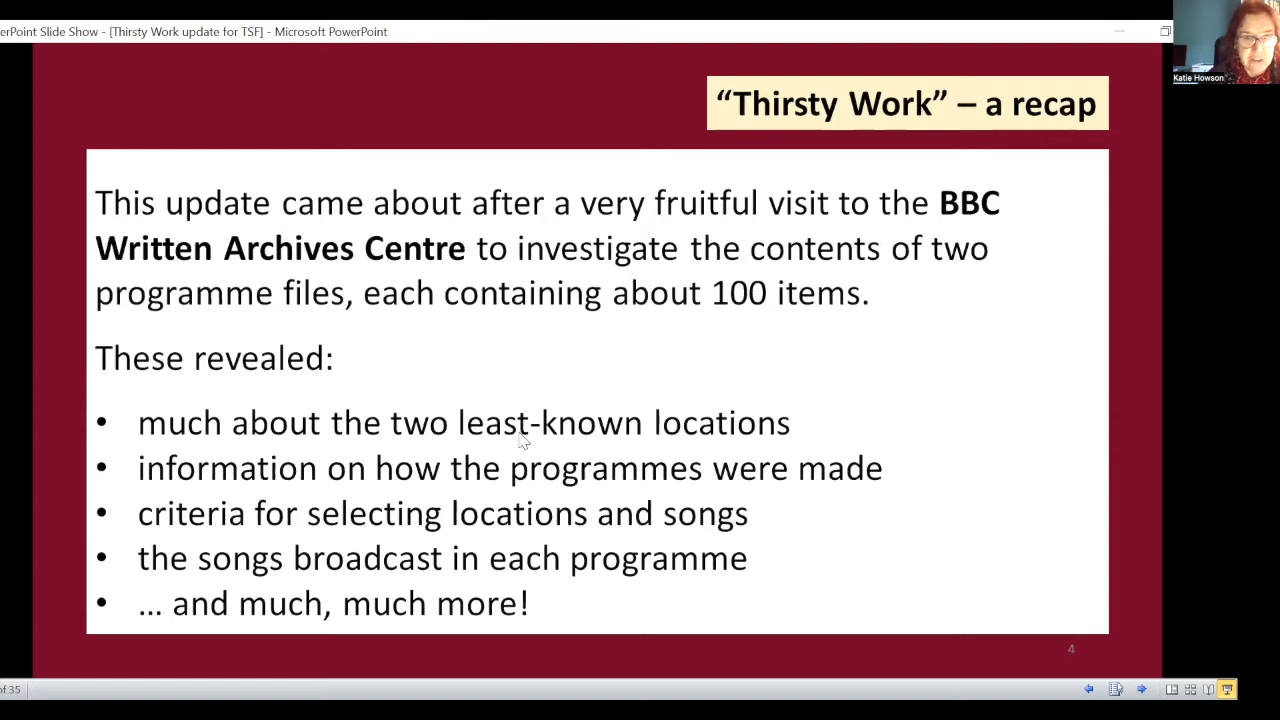 erPoint Slide Show - [Thirsty Work update for TSF] - Microsoft PowerPoint
Katie Howson
“Thirsty Work” – a recap
This update came about after a very fruitful visit to the BBC
Written Archives Centre to investigate the contents of two
programme files, each containing about 100 items.
These revealed:
• much about the two least-known locations
• information on how the programmes were made
• criteria for selecting locations and songs
• the songs broadcast in each programme
• … and much, much more!
4
of 35